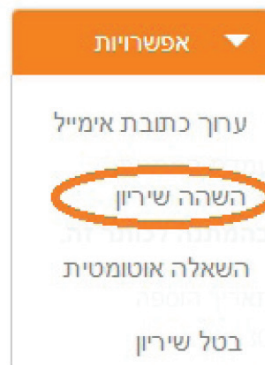 אפשרויות
ערוך כתובת אימייל
השהה שיריון
השאלה אוטומטית
בטל שיריון